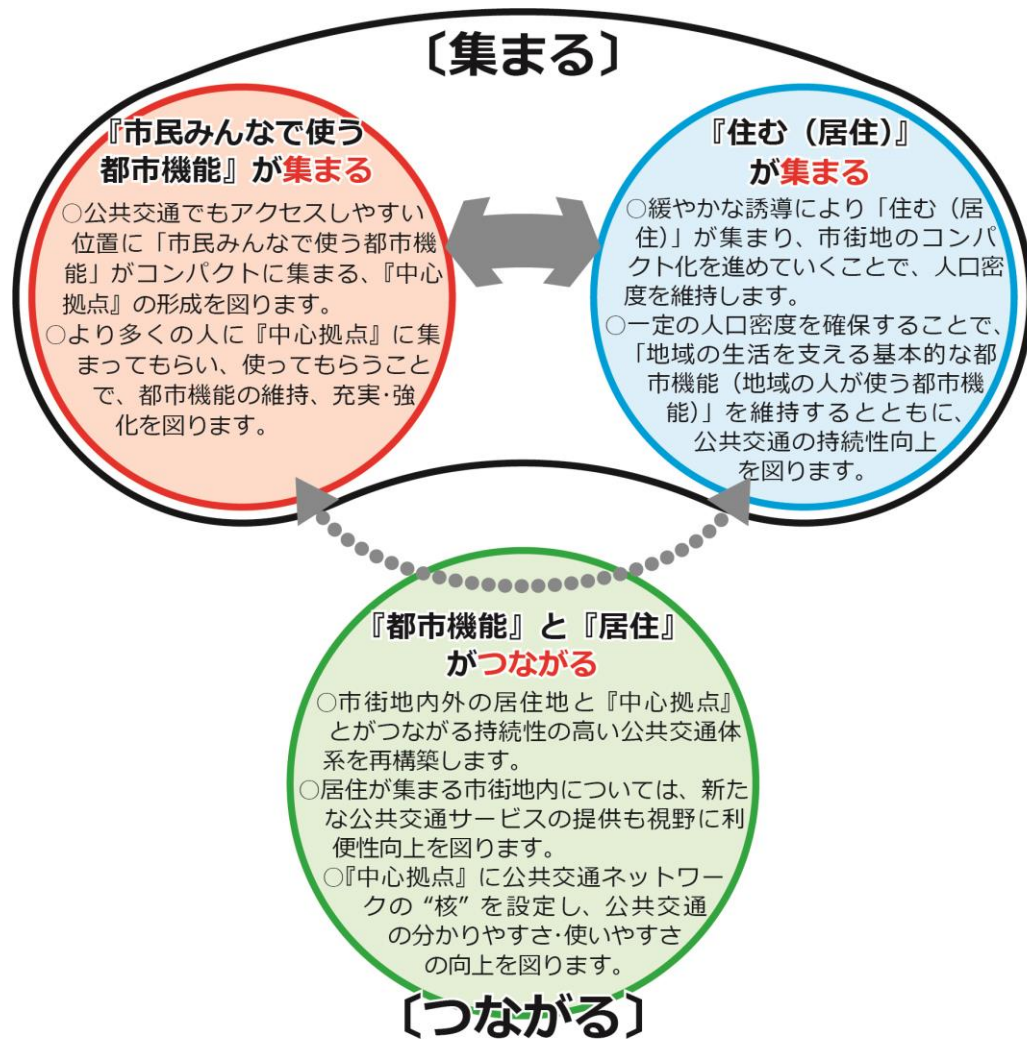 〔集まる〕
『市民みんなで使う
都市機能』が集まる
○公共交通でもアクセスしやすい
位置に「市民みんなで使う都市機
能」がコンパクトに集まる、『中心
拠点』の形成を図ります。
○より多くの人に『中心拠点』に集
まってもらい、使ってもらうこと
で、都市機能の維持、充実･強
化を図ります。
『住む（居住）』
が集まる
○緩やかな誘導により「住む（居
住）」が集まり、市街地のコンパ
クト化を進めていくことで、人口密
度を維持します。
○一定の人口密度を確保することで、
「地域の生活を支える基本的な都
市機能（地域の人が使う都市機
能）」を維持するとともに、
公共交通の持続性向上
を図ります。
『都市機能』と『居住』
がつながる
○市街地内外の居住地と『中心拠点』
とがつながる持続性の高い公共交通体
系を再構築します。
○居住が集まる市街地内については、新た
な公共交通サービスの提供も視野に利
便性向上を図ります。
○『中心拠点』に公共交通ネットワー
クの“核”を設定し、公共交通
の分かりやすさ･使いやすさ
の向上を図ります。
〔つながる〕